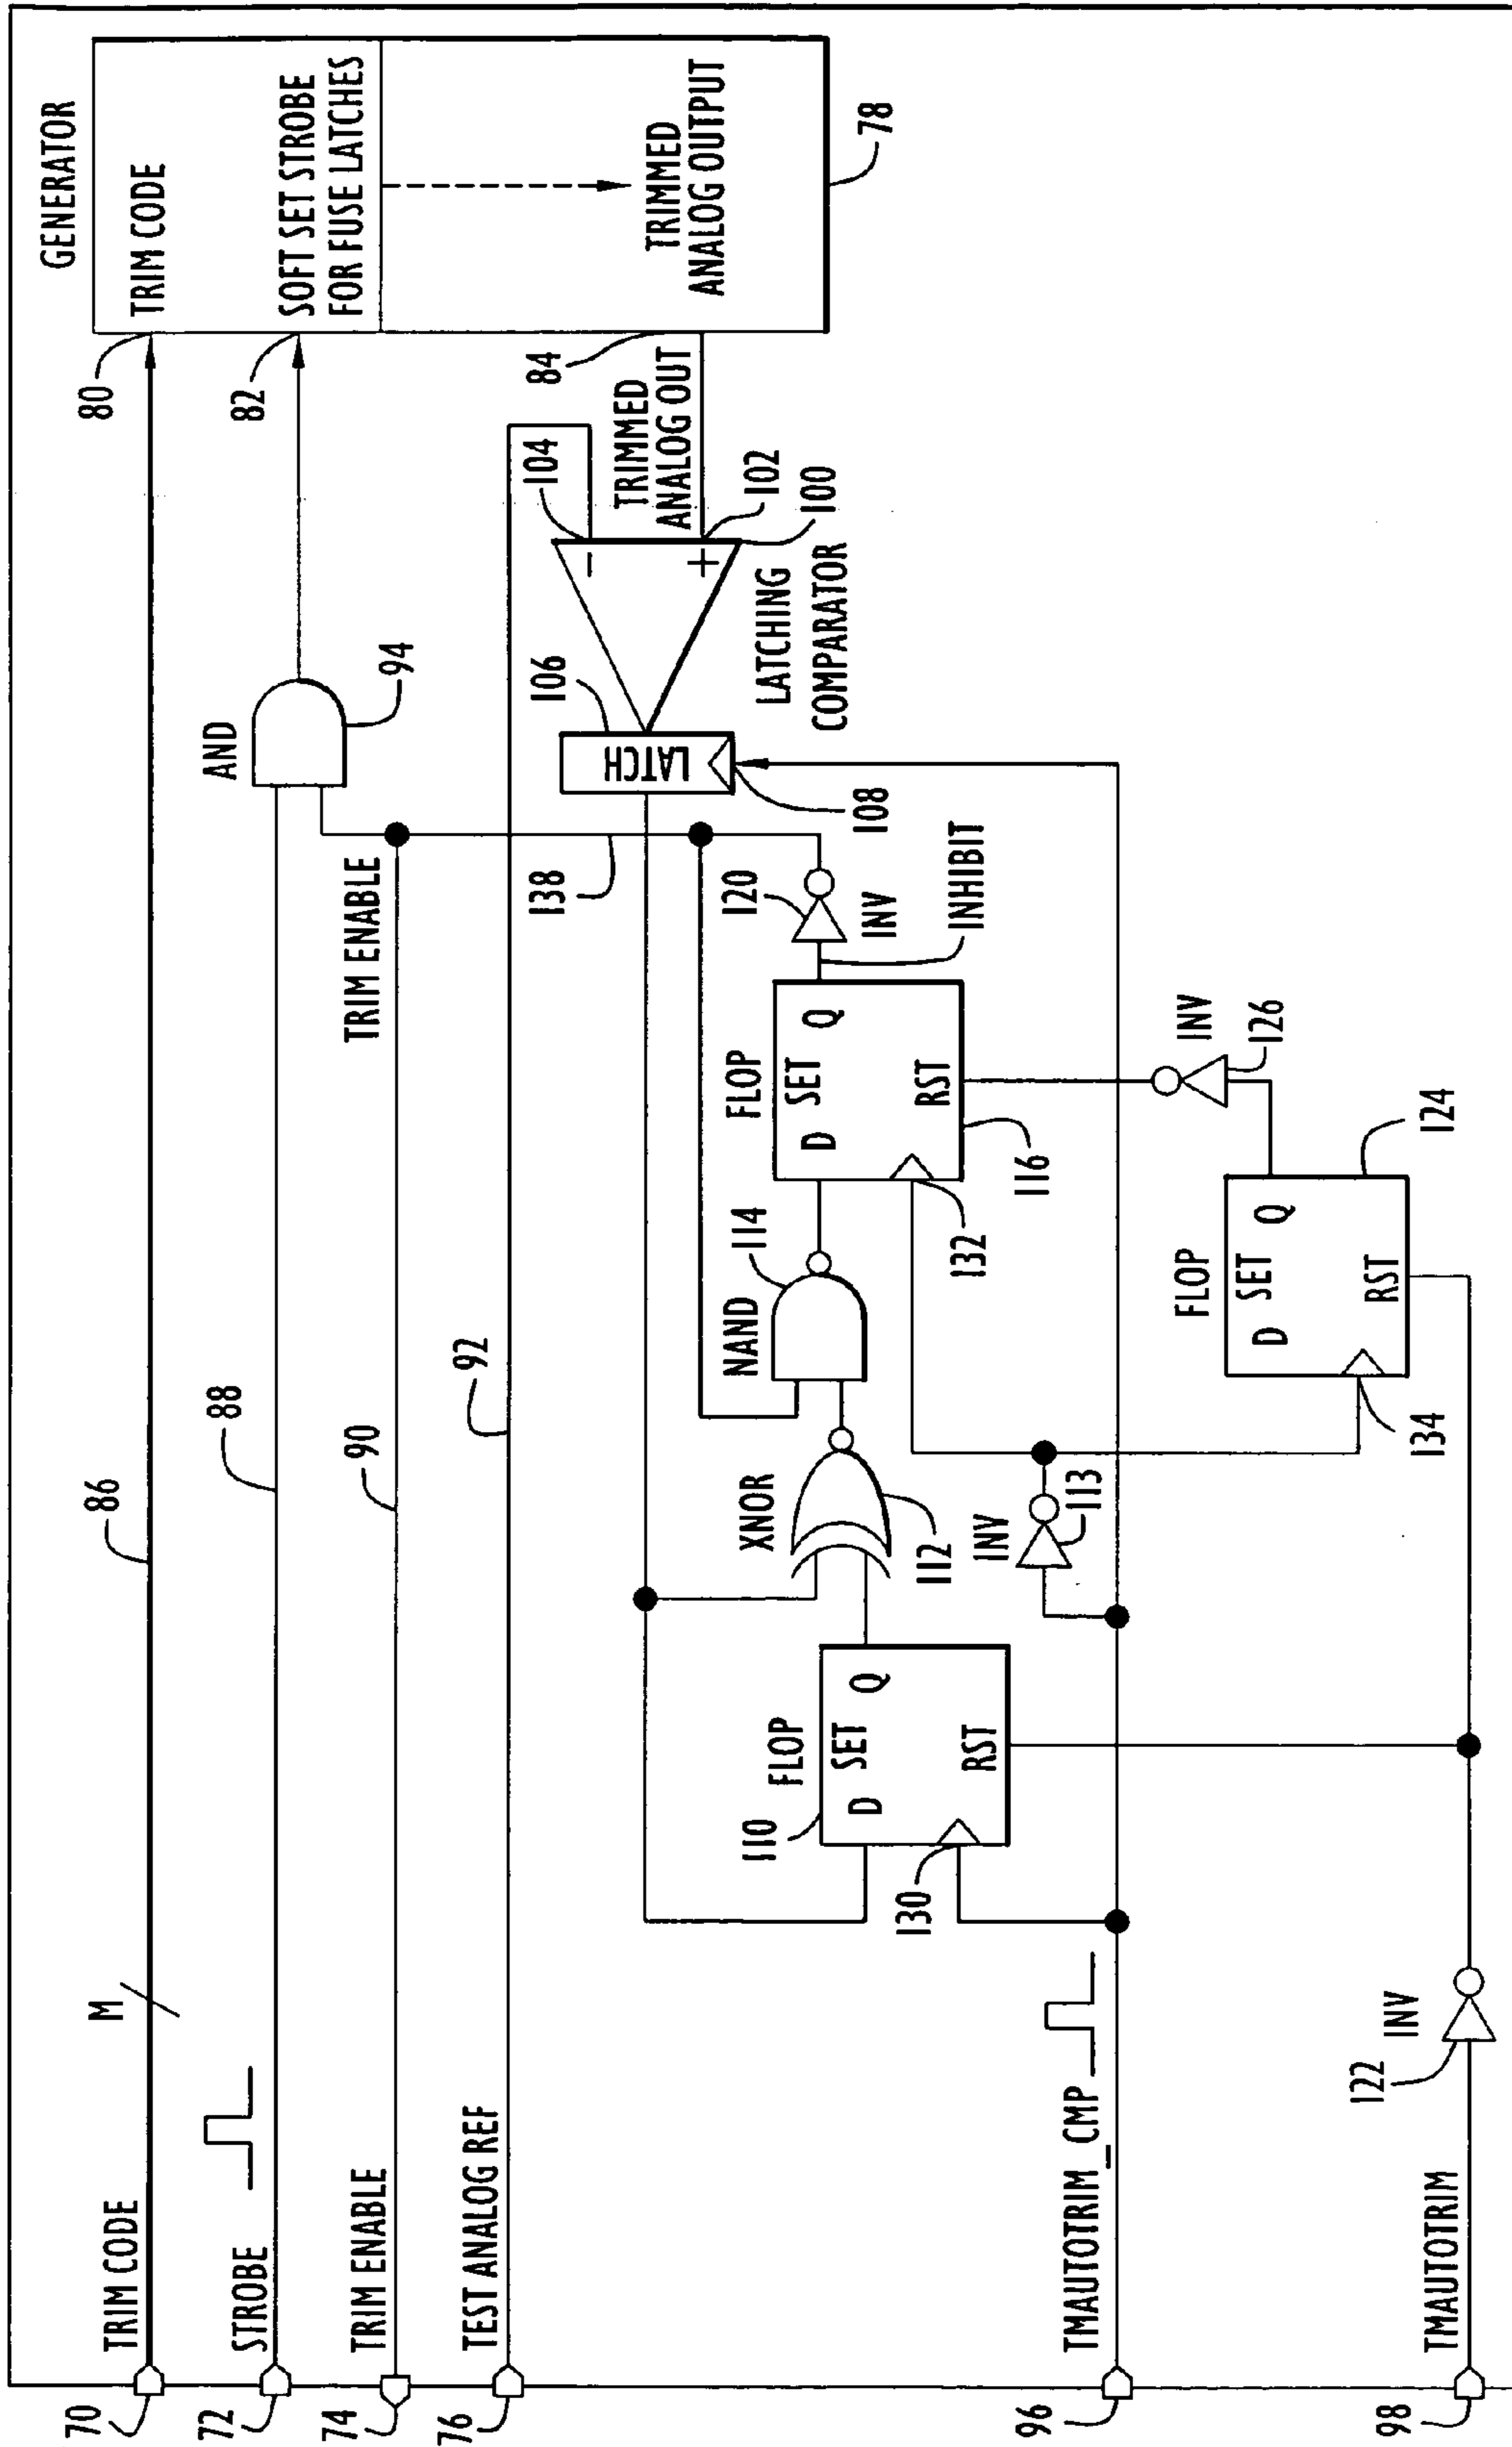 GENERATOR
80
TRIM CODE
82
SOFT SET STROBE
FOR FUSE LATCHES
84
TRIMMED
ANALOG OUTPUT
78
TRIMMED
ANALOG OUT
70
TRIM CODE
M
86
72
STROBE
88
AND
94
74
TRIM ENABLE
90
TRIM ENABLE
76
TEST ANALOG REF
92
138
106
LATCH
108
104
-
+
102
100
LATCHING
COMPARATOR
110
FLOP
D SET Q
RST
130
XNOR
112
NAND
114
FLOP
D SET Q
RST
132
116
120
INV
INHIBIT
INV
113
INV
126
96
TMAUTOTRIM_CMP
FLOP
D SET Q
RST
134
124
98
TMAUTOTRIM
122
INV